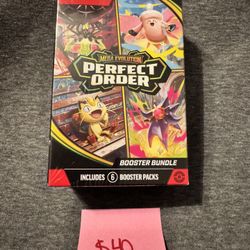 MEGA EVOLUTION
PERFECT ORDER
BOOSTER BUNDLE
INCLUDES 6 BOOSTER PACKS
$40